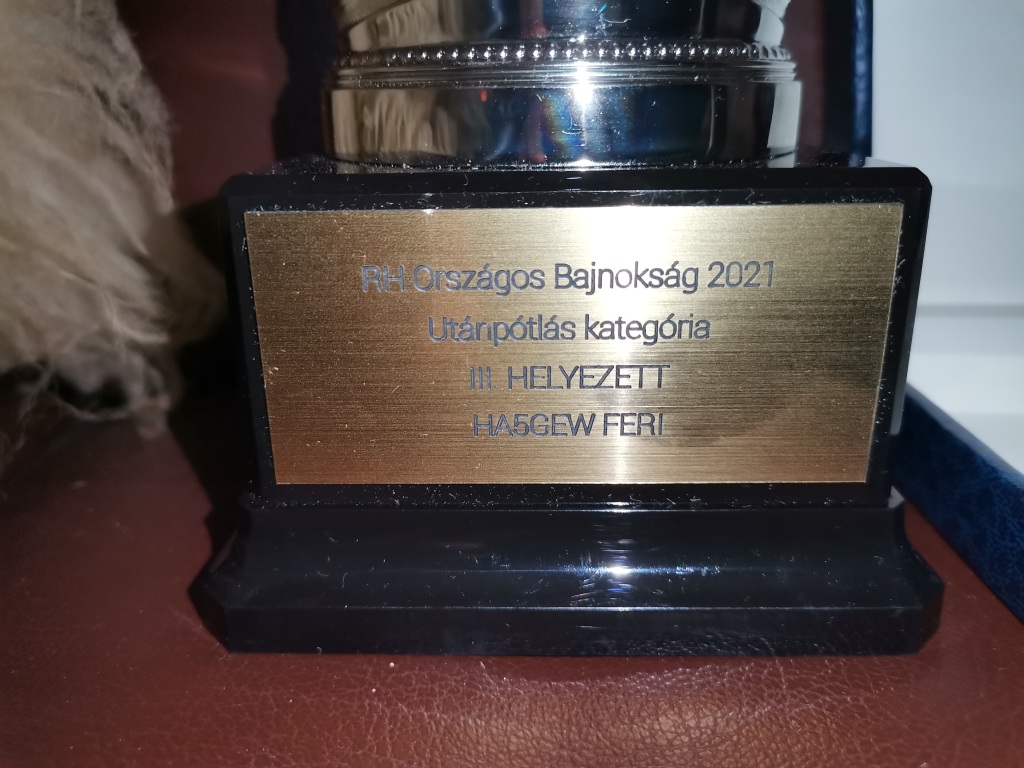 RH Országos Bajnokság 2021
Utánpótlás kategória
III. HELYEZETT
HA5GEW FERI